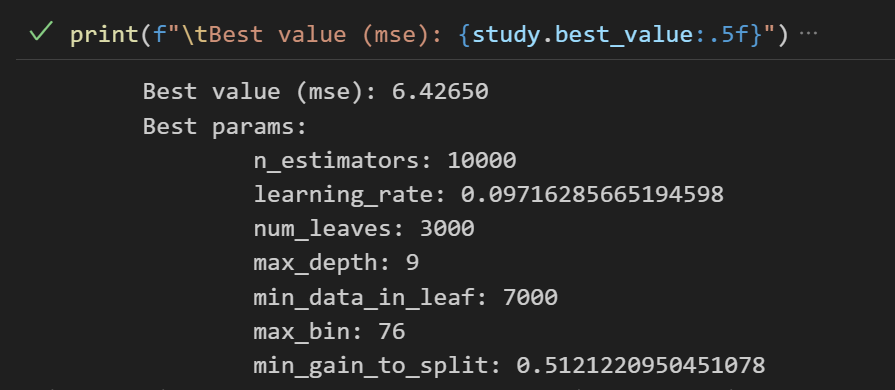 print(f"\tBest value (mse): {study.best_value:.5f}") ···
Best value (mse): 6.42650
Best params:
n_estimators: 10000
learning_rate: 0.09716285665194598
num_leaves: 3000
max_depth: 9
min_data_in_leaf: 7000
max_bin: 76
min_gain_to_split: 0.5121220950451078